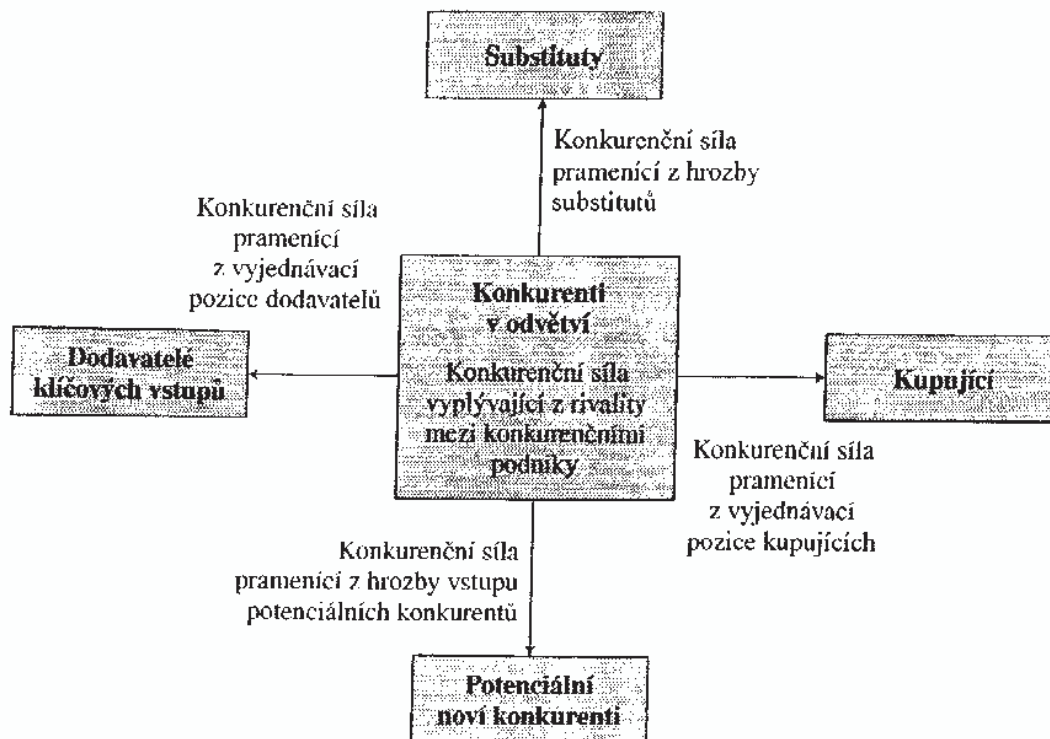 Substituty
Konkurenční síla
pramenící z hrozby
substitutů
Konkurenční síla
pramenící
z vyjednávací
pozice dodavatelů
Konkurenti
v odvětví
Konkurenční síla
vyplývající z rivality
mezi konkurenčními
podniky
Dodavatelé
klíčových vstupů
Kupující
Konkurenční síla
pramenící
z vyjednávací
pozice kupujících
Konkurenční síla
pramenící z hrozby vstupu
potenciálních konkurentů
Potenciální
noví konkurenti